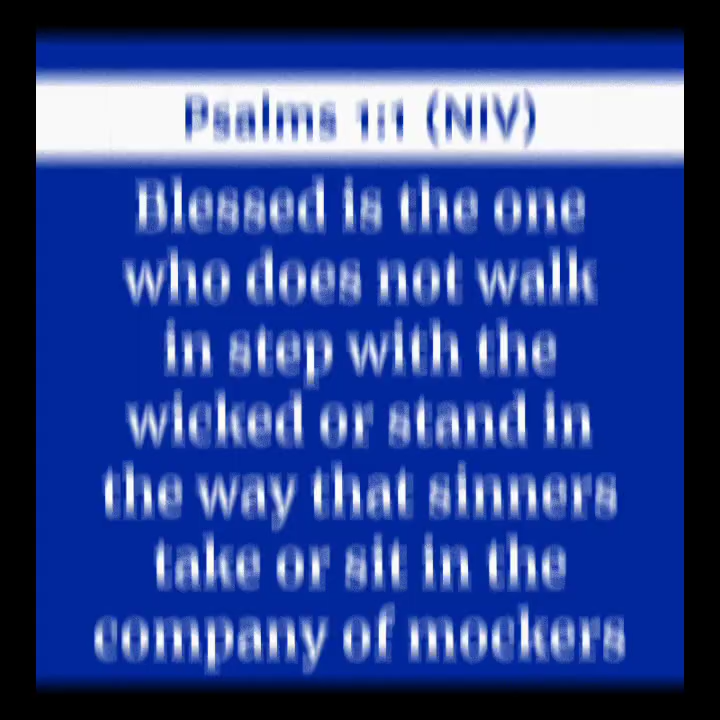 Psalms 1:1 (NIV)
Blessed is the one
who does not walk
in step with the
wicked or stand in
the way that sinners
take or sit in the
company of mockers